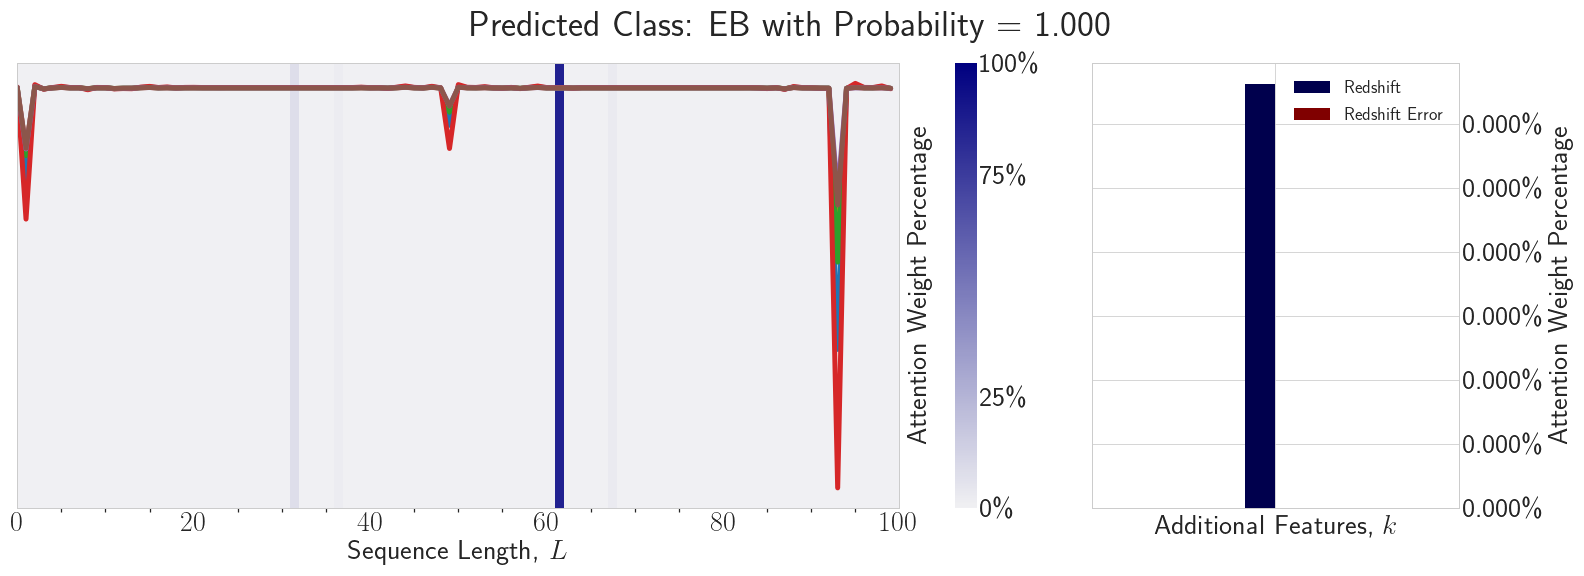 Predicted Class: EB with Probability = 1.000
0
20
40
60
80
100
Sequence Length, L
100%
75%
25%
0%
Attention Weight Percentage
Redshift
Redshift Error
0.000%
0.000%
0.000%
0.000%
0.000%
0.000%
0.000%
Attention Weight Percentage
Additional Features, k